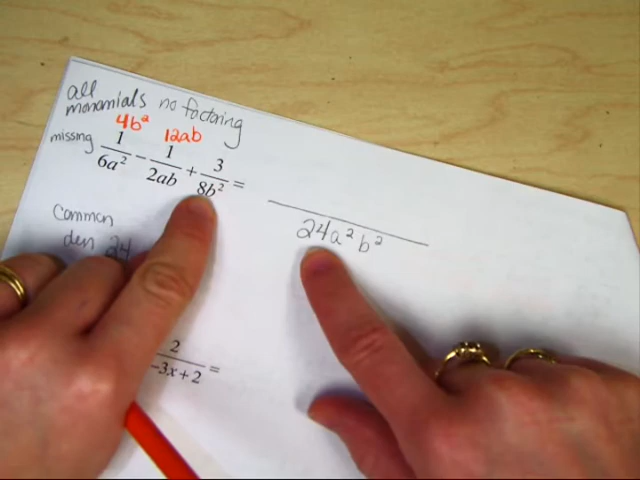 all
monomials no factoring
4b² 12ab
missing 1/6a² - 1/2ab + 3/8b² =
24a²b²
common
den 24
2/-3x+2 =